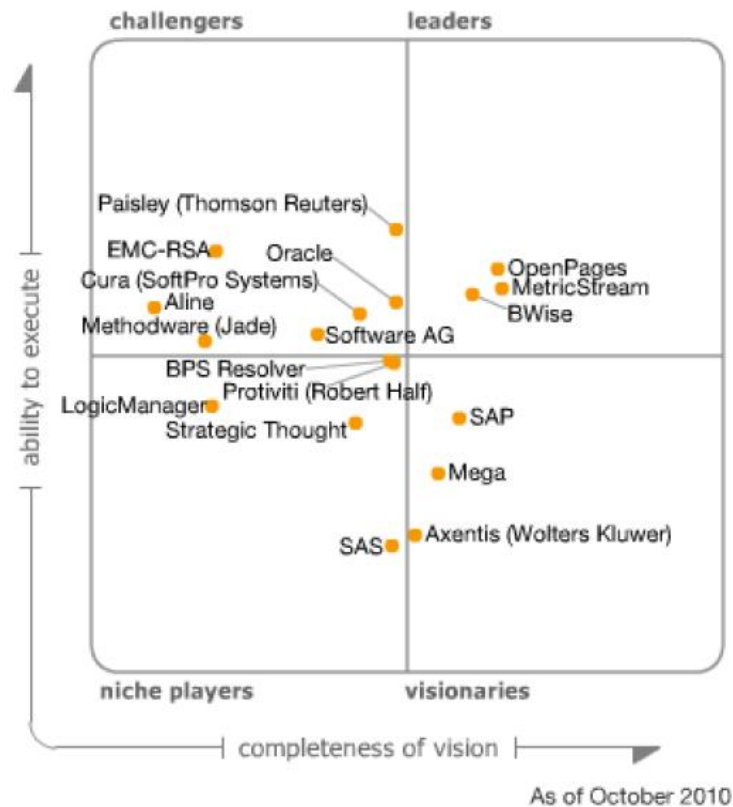 challengers
leaders
Paisley (Thomson Reuters)
EMC-RSA
Oracle
Cura (SoftPro Systems)
OpenPages
MetricStream
BWise
Aline
Methodware (Jade)
Software AG
BPS Resolver
Protiviti (Robert Half)
LogicManager
Strategic Thought
SAP
Mega
Axentis (Wolters Kluwer)
SAS
niche players
visionaries
ability to execute
completeness of vision
As of October 2010